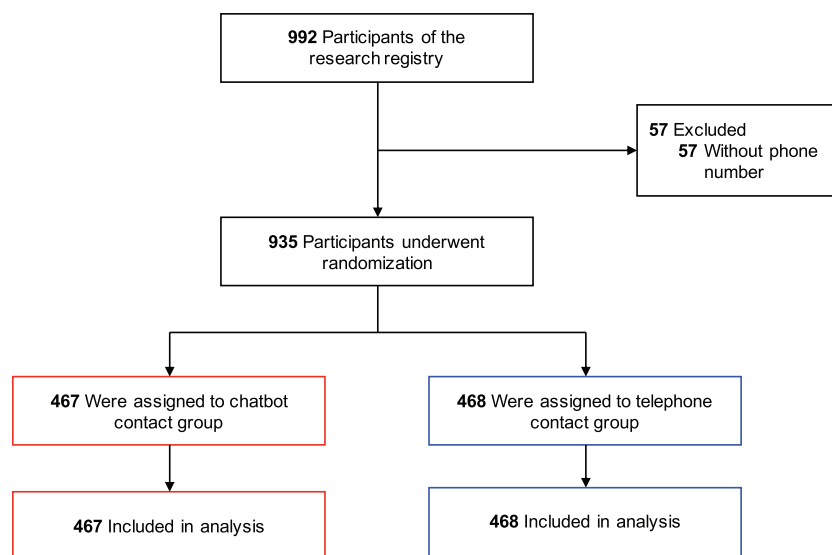 992 Participants of the
research registry
57 Excluded
57 Without phone
number
935 Participants underwent
randomization
467 Were assigned to chatbot
contact group
468 Were assigned to telephone
contact group
467 Included in analysis
468 Included in analysis